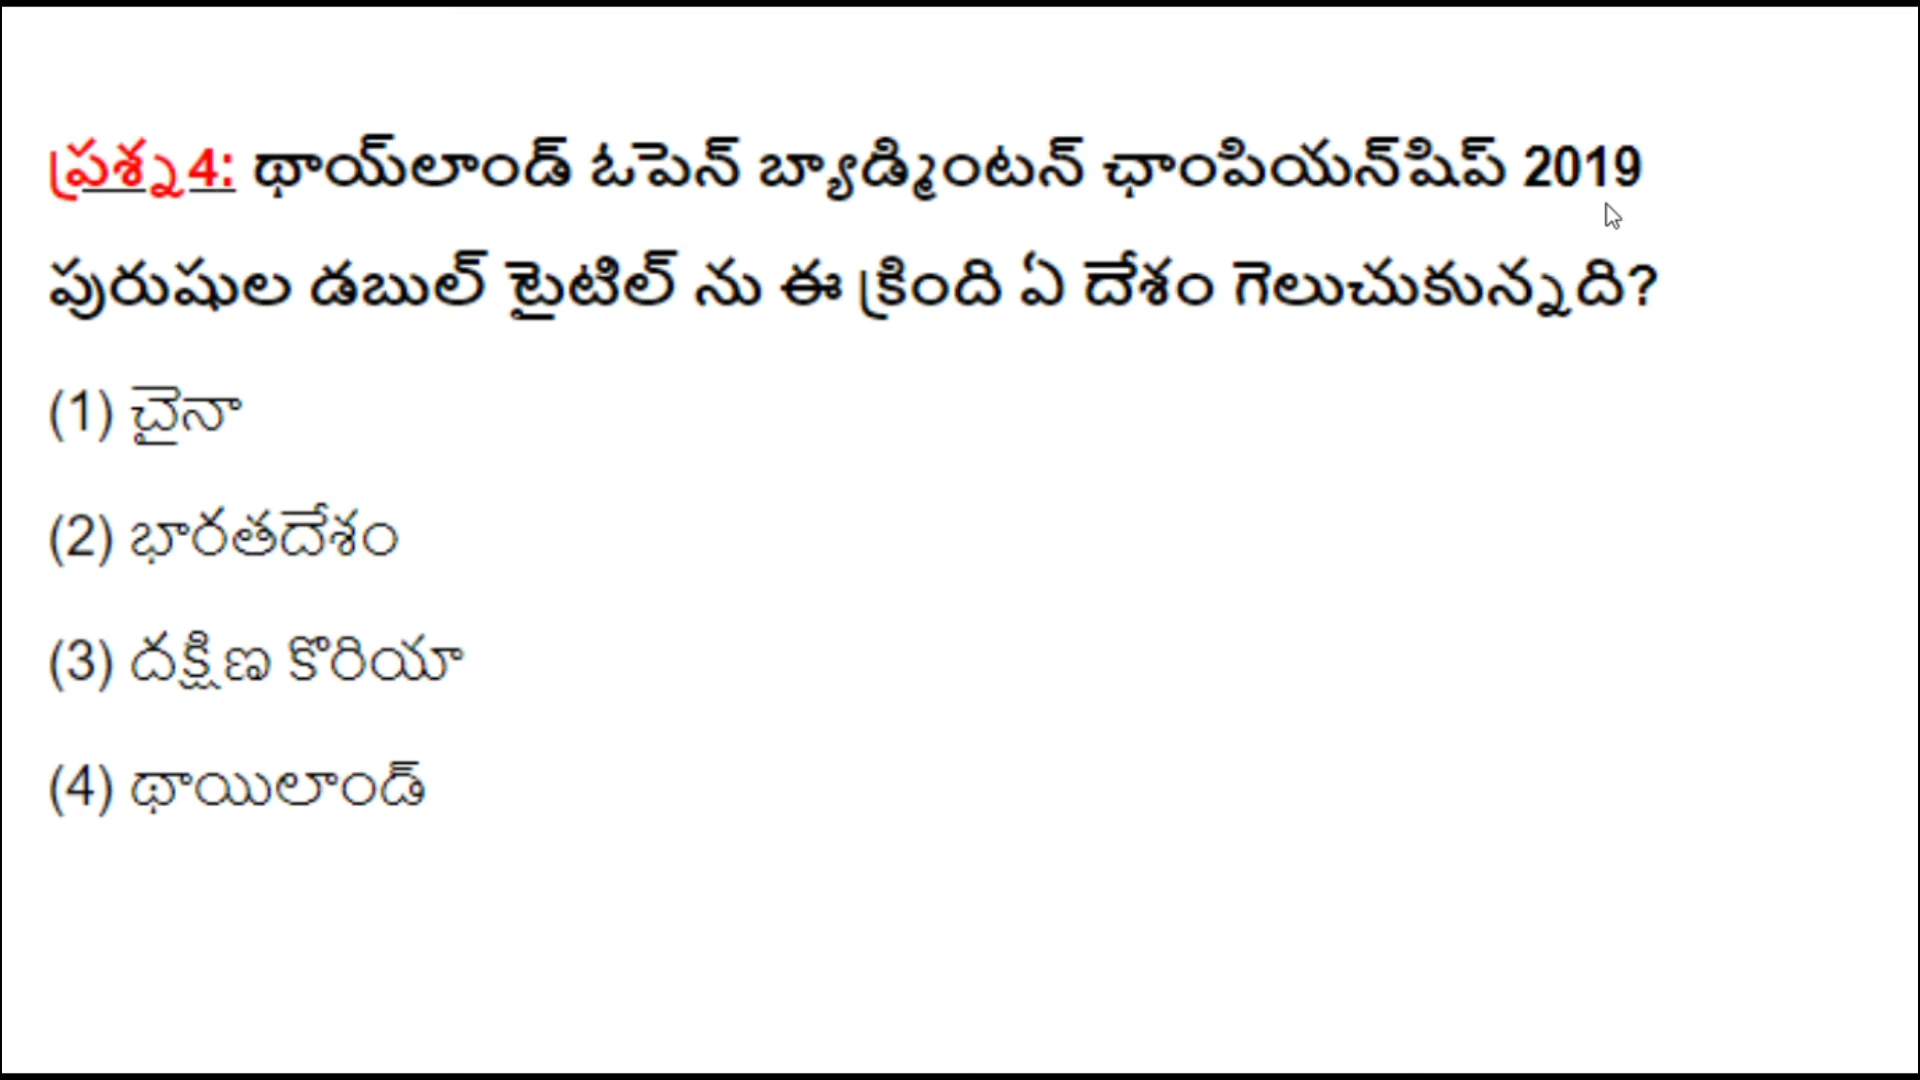 ప్రశ్న 4: థాయ్‌లాండ్ ఓపెన్ బ్యాడ్మింటన్ ఛాంపియన్‌షిప్ 2019
పురుషుల డబుల్ టైటిల్ ను ఈ క్రింది ఏ దేశం గెలుచుకున్నది?
(1) చైనా
(2) భారతదేశం
(3) దక్షిణ కొరియా
(4) థాయిలాండ్